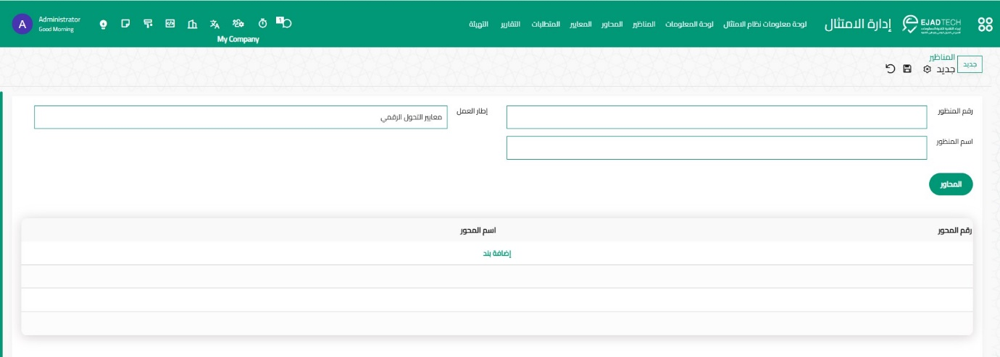 EJADTECH
إدارة الامتثال
لوحة معلومات نظام الامتثال
لوحة المعلومات
المناظير
المحاور
المعايير
المتطلبات
التقارير
التهيئة
1
My Company
A
Administrator
Good Morning
جديد
المناظير
جديد
رقم المنظور
إطار العمل
معايير التحول الرقمي
اسم المنظور
المحاور
رقم المحور
اسم المحور
إضافة بند